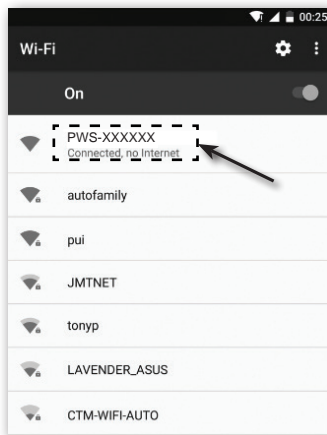 00:25
Wi-Fi
On
PWS-XXXXXX
Connected, no Internet
autofamily
pui
JMTNET
tonyp
LAVENDER_ASUS
CTM-WIFI-AUTO